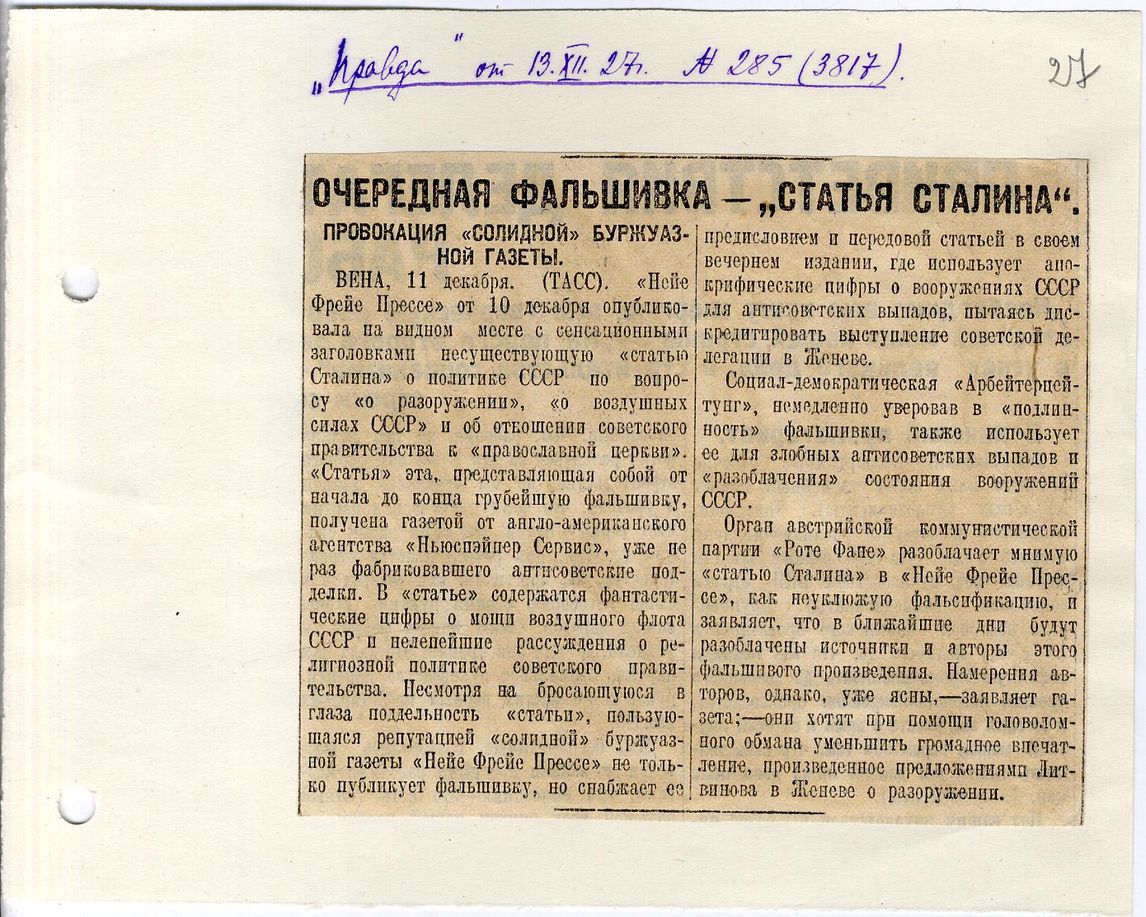 „Правда" от 13.XII.27г. № 285 (3817).
27
ОЧЕРЕДНАЯ ФАЛЬШИВКА — „СТАТЬЯ СТАЛИНА“.
ПРОВОКАЦИЯ «СОЛИДНОЙ» БУРЖУАЗ-
НОЙ ГАЗЕТЫ.
ВЕНА, 11 декабря. (ТАСС). «Нейе
Фрейе Прессе» от 10 декабря опублико-
вала на видном месте с сенсационными
заголовками несуществующую «статью
Сталина» о политике СССР по вопро-
су «о разоружении», «о воздушных
силах СССР» и об отношении советского
правительства к «православной церкви».
«Статья» эта, представляющая собой от
начала до конца грубейшую фальшивку,
получена газетой от англо-американского
агентства «Ньюспэйпер Сервис», уже не
раз фабриковавшего антисоветские под-
делки. В «статье» содержатся фантасти-
ческие цифры о мощи воздушного флота
СССР и нелепейшие рассуждения о ре-
лигиозной политике советского прави-
тельства. Несмотря на бросающуюся в
глаза поддельность «статьи», пользую-
щаяся репутацией «солидной» буржуаз-
ной газеты «Нейе Фрейе Прессе» не толь-
ко публикует фальшивку, но снабжает ее
предисловием и передовой статьей в своем
вечернем издании, где использует апо-
крифические цифры о вооружениях СССР
для антисоветских выпадов, пытаясь дис-
кредитировать выступление советской де-
легации в Женеве.
Социал-демократическая «Арбейтерцей-
тунг», немедленно уверовав в «подлин-
ность» фальшивки, также использует
ее для злобных антисоветских выпадов и
«разоблачения» состояния вооружений
СССР.
Орган австрийской коммунистической
партии «Роте Фане» разоблачает мнимую
«статью Сталина» в «Нейе Фрейе Прес-
се», как неуклюжую фальсификацию, и
заявляет, что в ближайшие дни будут
разоблачены источники и авторы этого
фальшивого произведения. Намерения ав-
торов, однако, уже ясны,—заявляет га-
зета;—они хотят при помощи головолом-
ного обмана уменьшить громадное впечат-
ление, произведенное предложениями Лит-
винова в Женеве о разоружении.